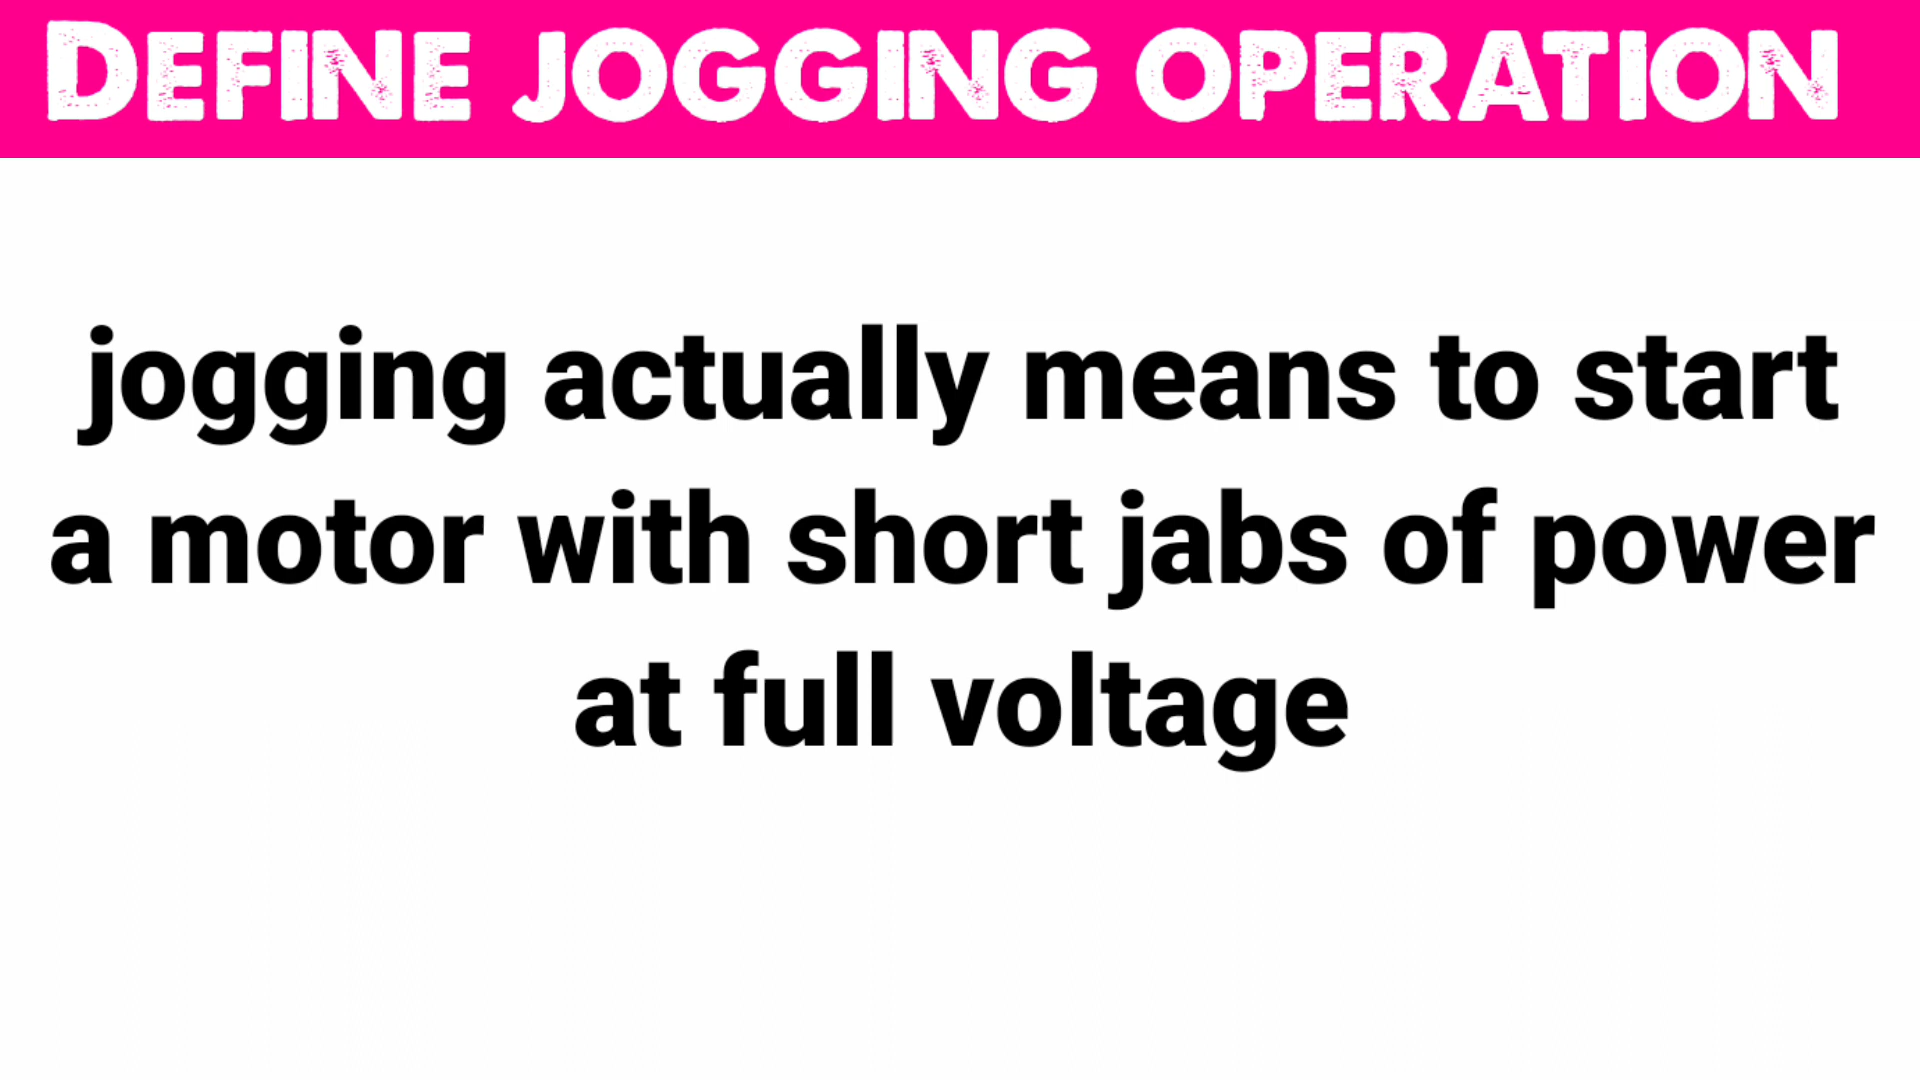 DEFINE JOGGING OPERATION
jogging actually means to start
a motor with short jabs of power
at full voltage